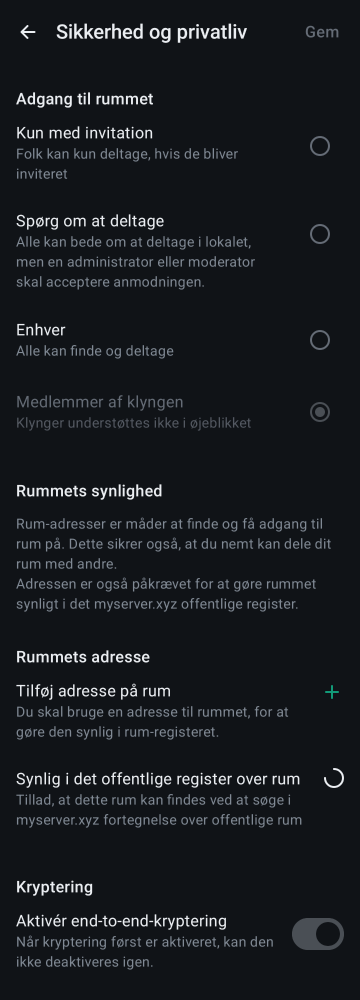 Sikkerhed og privatliv
Gem
Adgang til rummet
Kun med invitation
Folk kan kun deltage, hvis de bliver
inviteret
Spørg om at deltage
Alle kan bede om at deltage i lokalet,
men en administrator eller moderator
skal acceptere anmodningen.
Enhver
Alle kan finde og deltage
Medlemmer af klyngen
Klynger understøttes ikke i øjeblikket
Rummets synlighed
Rum-adresser er måder at finde og få adgang til
rum på. Dette sikrer også, at du nemt kan dele dit
rum med andre.
Adressen er også påkrævet for at gøre rummet
synligt i det myserver.xyz offentlige register.
Rummets adresse
Tilføj adresse på rum
Du skal bruge en adresse til rummet, for at
gøre den synlig i rum-registeret.
Synlig i det offentlige register over rum
Tillad, at dette rum kan findes ved at søge i
myserver.xyz fortegnelse over offentlige rum
Kryptering
Aktivér end-to-end-kryptering
Når kryptering først er aktiveret, kan den
ikke deaktiveres igen.